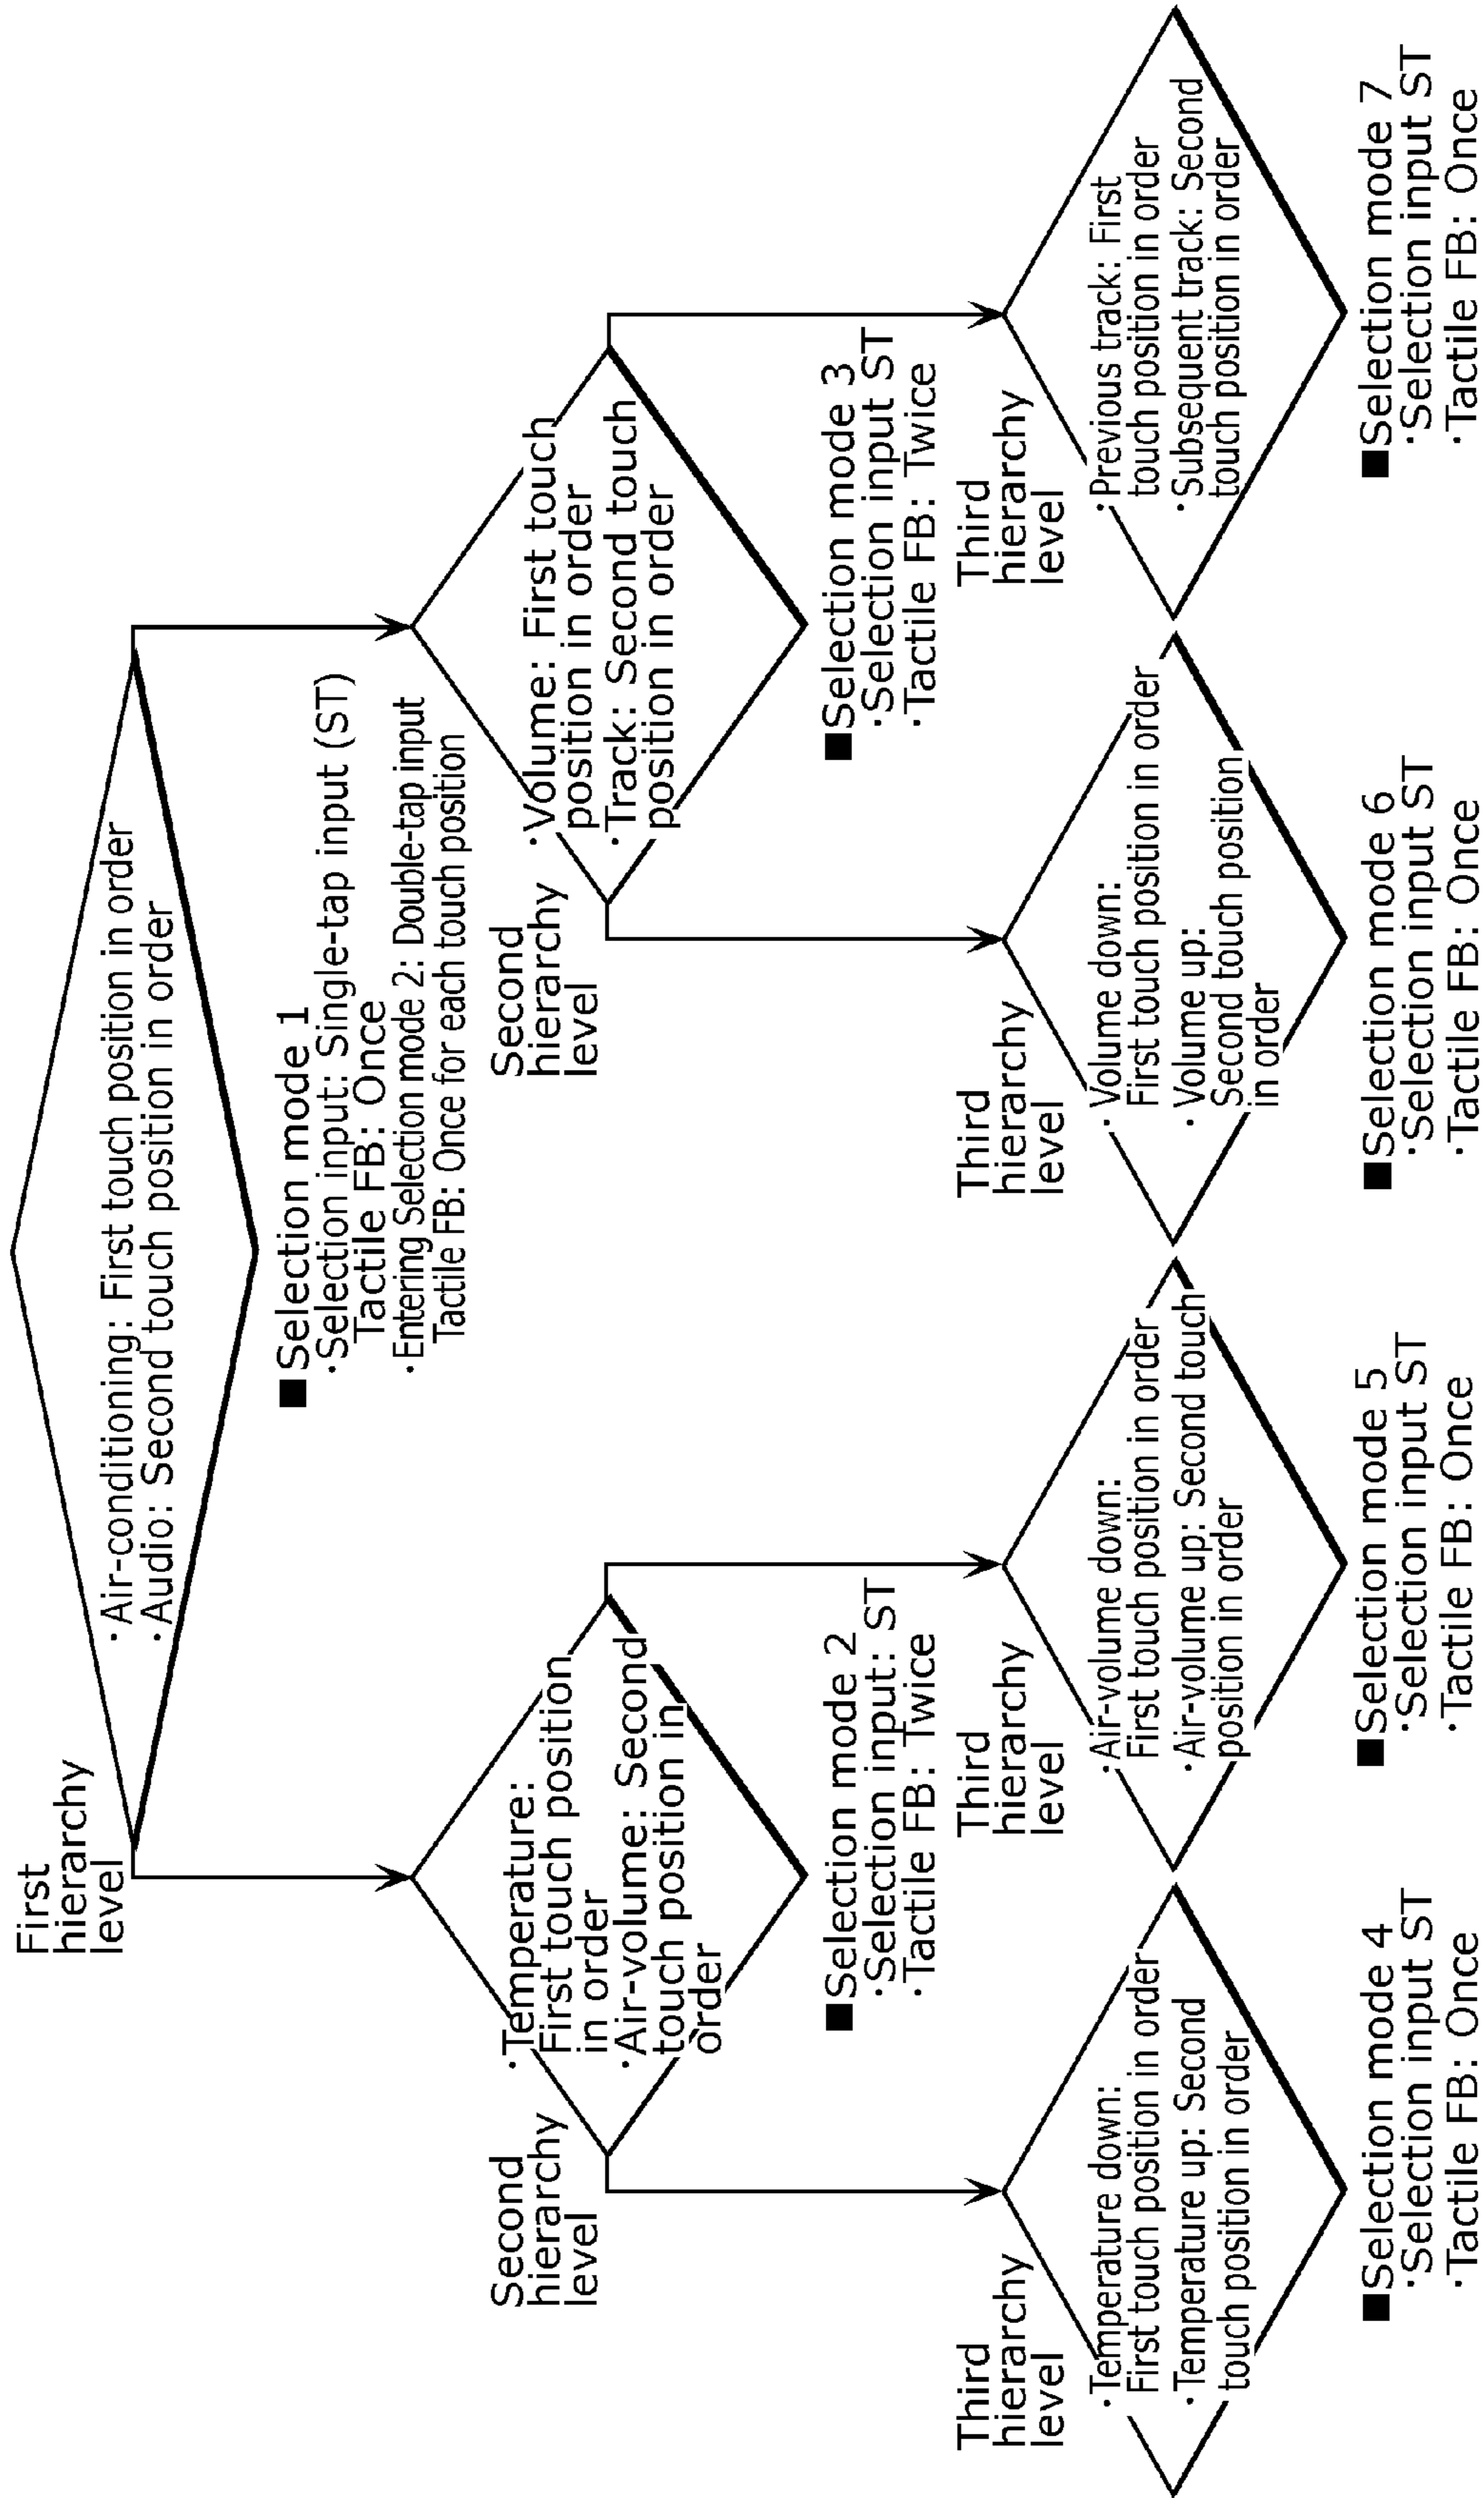 First
hierarchy
level
·Air-conditioning: First touch position in order
·Audio: Second touch position in order
■Selection mode 1
·Selection input: Single-tap input (ST)
Tactile FB: Once
·Entering Selection mode 2: Double-tap input
Tactile FB: Once for each touch position
Second
hierarchy
level
·Temperature:
First touch position
in order
·Air-volume: Second
touch position in
order
■Selection mode 2
·Selection input: ST
·Tactile FB: Twice
Second
hierarchy
level
·Volume: First touch
position in order
·Track: Second touch
position in order
■Selection mode 3
·Selection input ST
·Tactile FB: Twice
Third
hierarchy
level
·Temperature down:
First touch position in order
·Temperature up: Second
touch position in order
■Selection mode 4
·Selection input ST
·Tactile FB: Once
Third
hierarchy
level
·Air-volume down:
First touch position in order
·Air-volume up: Second touch
position in order
■Selection mode 5
·Selection input ST
·Tactile FB: Once
Third
hierarchy
level
·Volume down:
First touch position in order
·Volume up:
Second touch position
in order
■Selection mode 6
·Selection input ST
·Tactile FB: Once
Third
hierarchy
level
·Previous track: First
touch position in order
·Subsequent track: Second
touch position in order
■Selection mode 7
·Selection input ST
·Tactile FB: Once